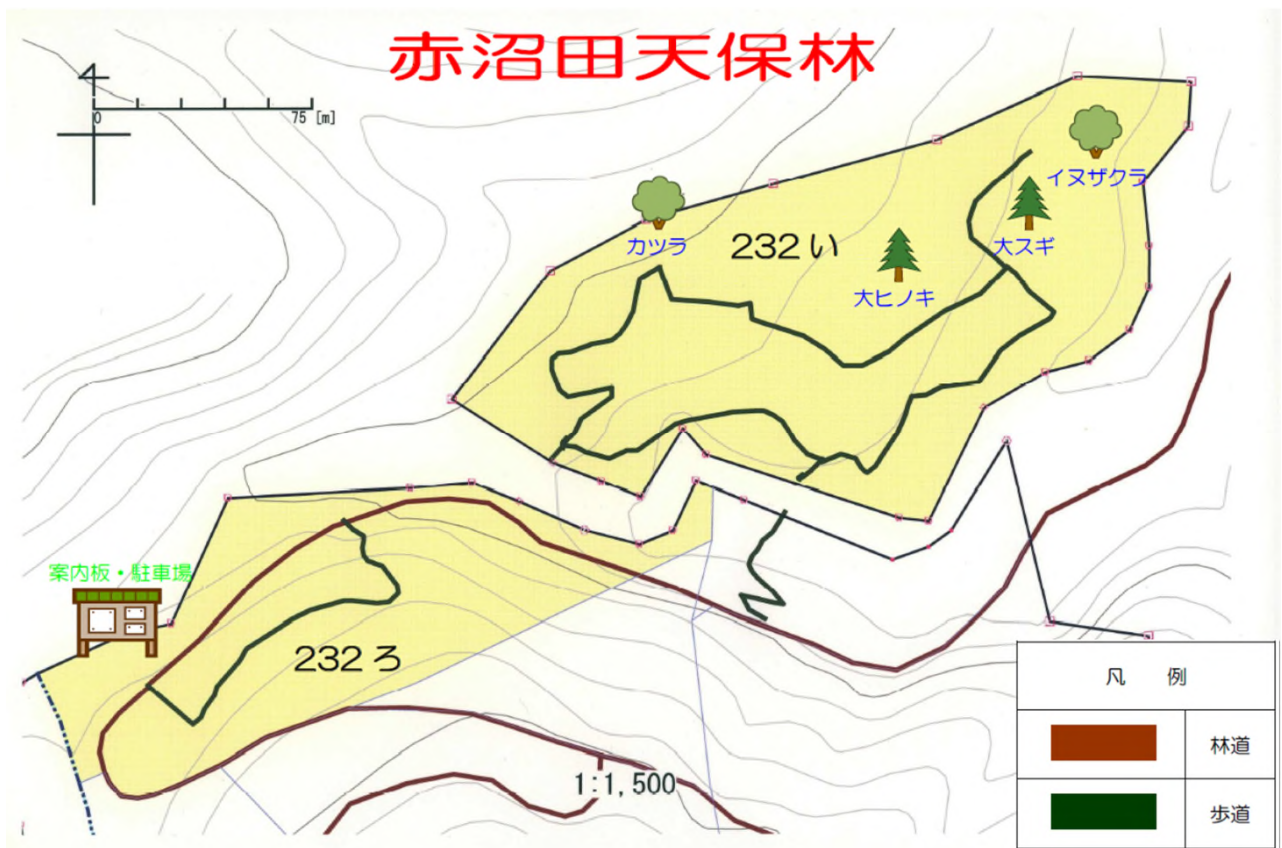 赤沼田天保林
0 75 [m]
イヌザクラ
カツラ
232 い
大スギ
大ヒノキ
案内板・駐車場
232 ろ
1:1,500
凡 例
林道
歩道